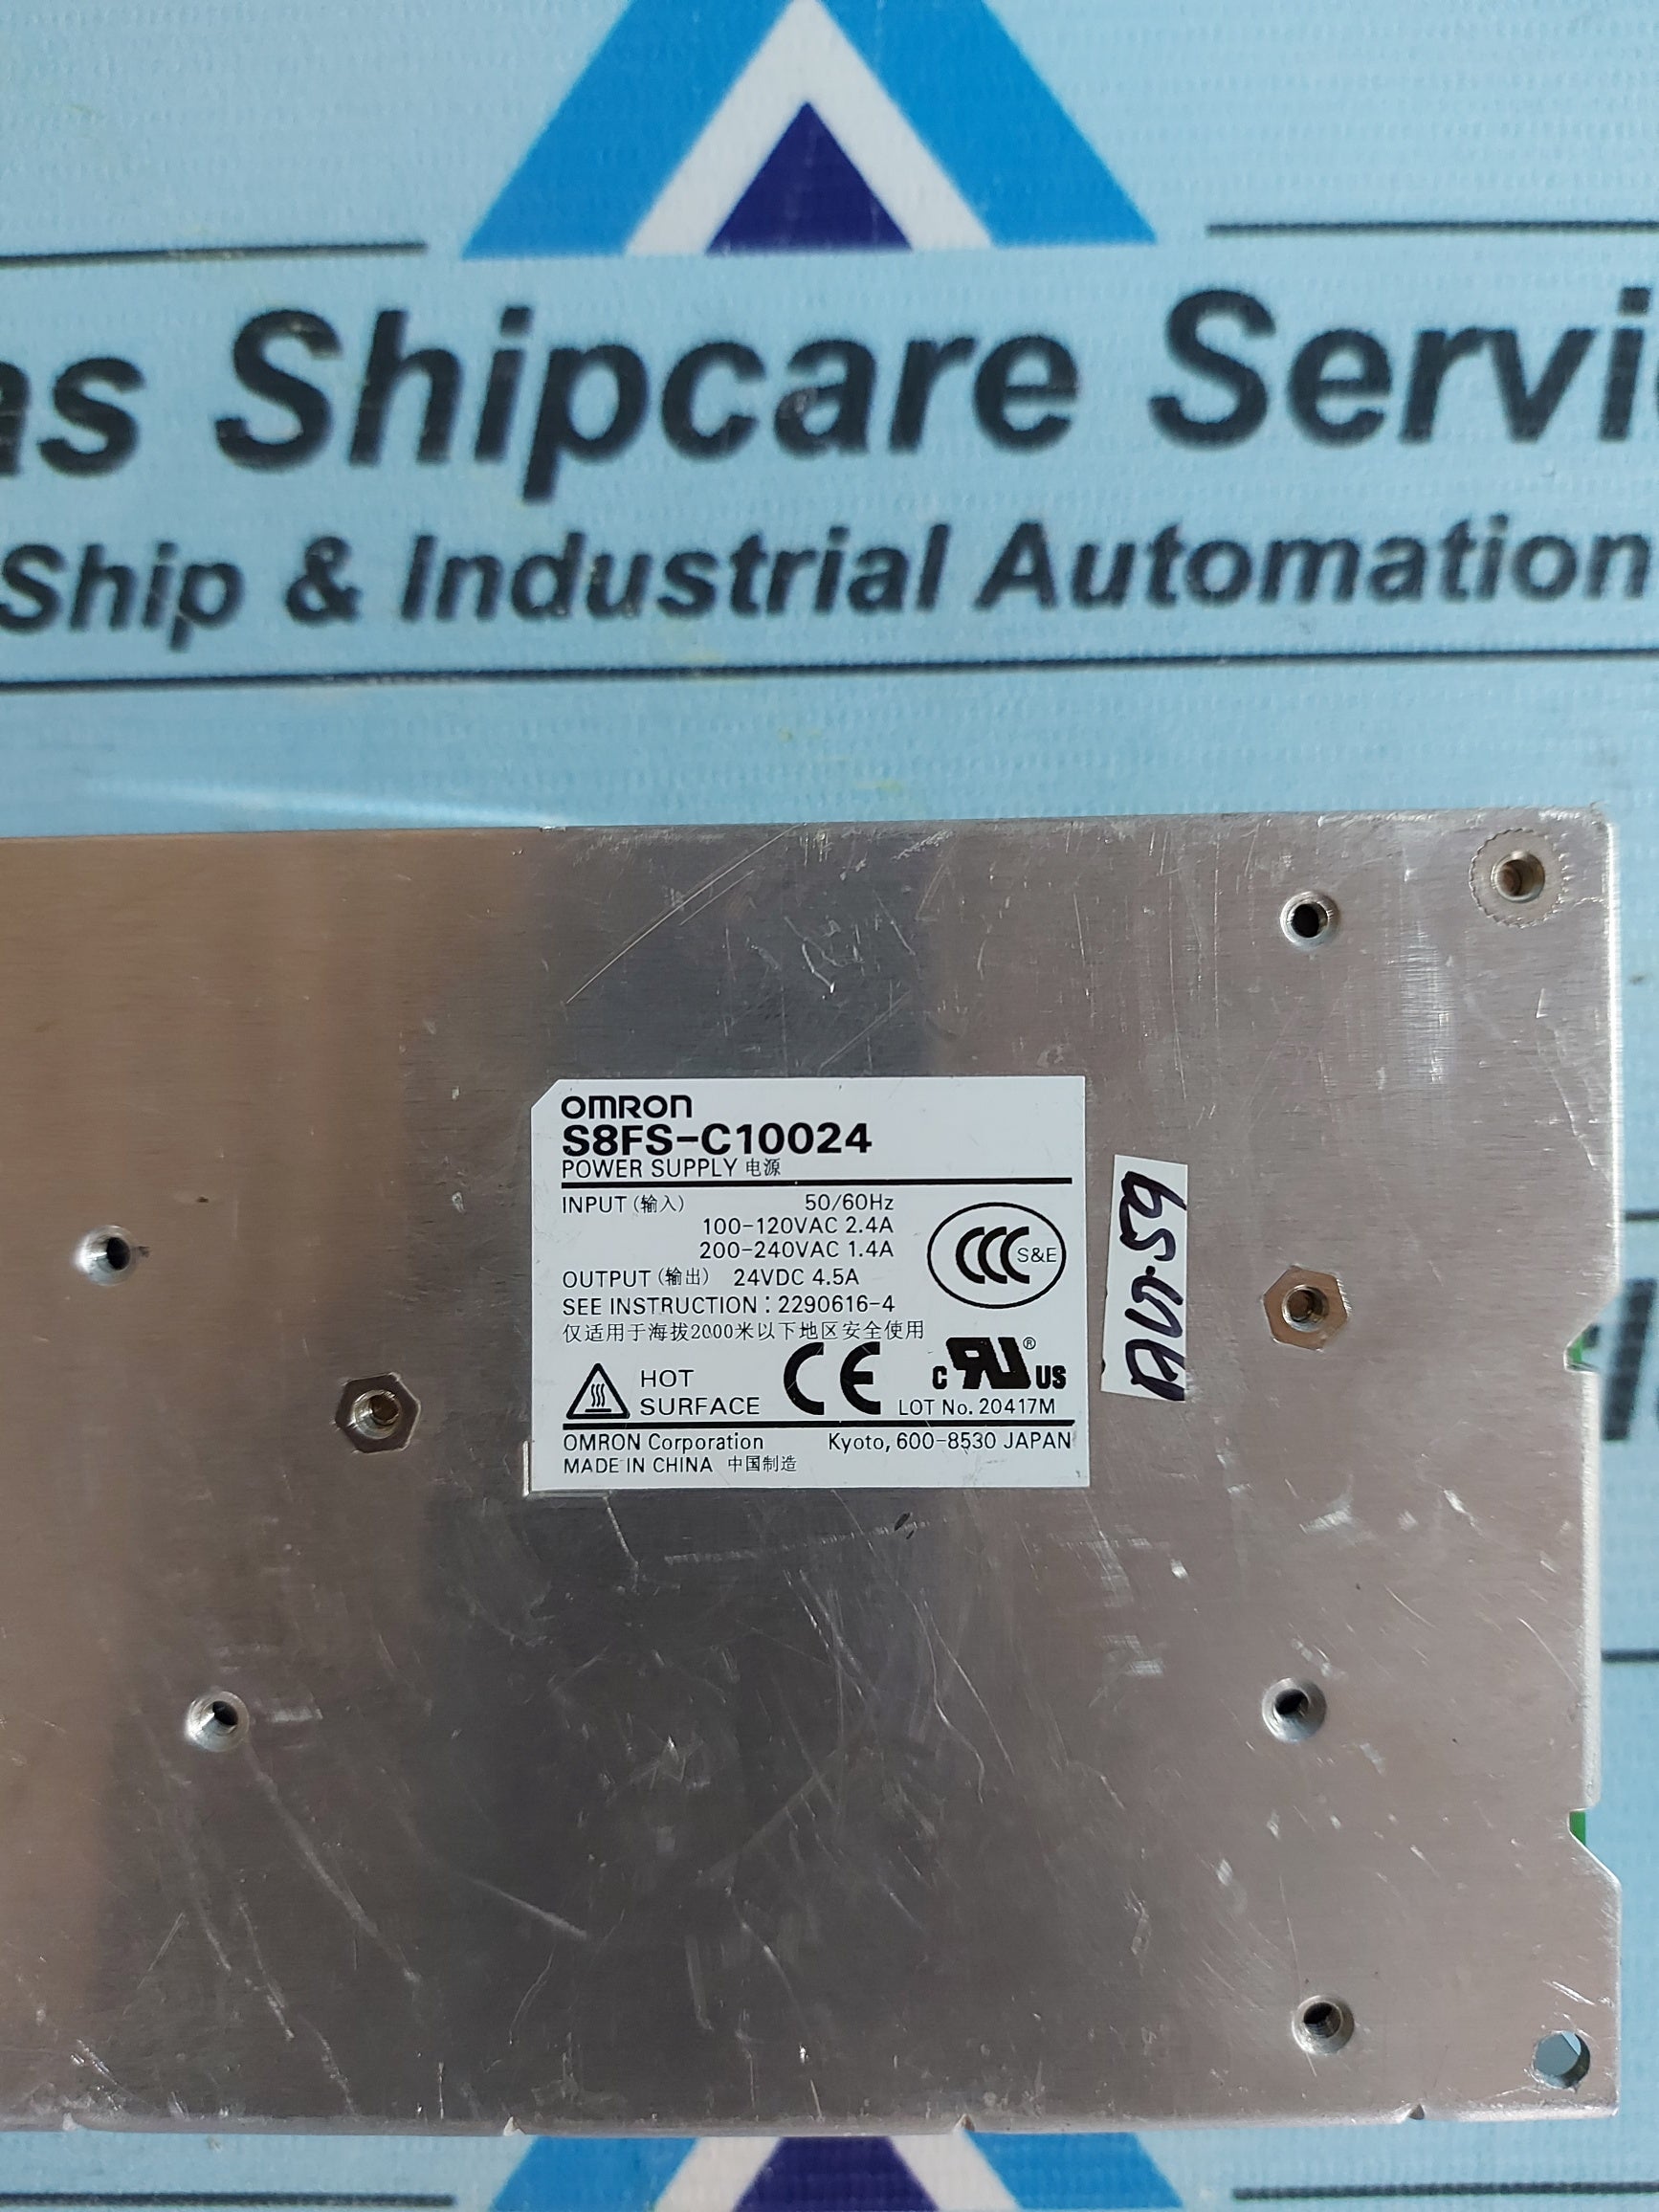 as Shipcare Servi
Ship & Industrial Automation
OMRON
S8FS-C10024
POWER SUPPLY 电源
INPUT (输入) 50/60Hz
100-120VAC 2.4A
200-240VAC 1.4A
OUTPUT (输出) 24VDC 4.5A
SEE INSTRUCTION : 2290616-4
仅适用于海拔2000米以下地区安全使用
CCC S&E
HOT
SURFACE
CE
c RU ® US
LOT No. 20417M
OMRON Corporation Kyoto, 600-8530 JAPAN
MADE IN CHINA 中国制造